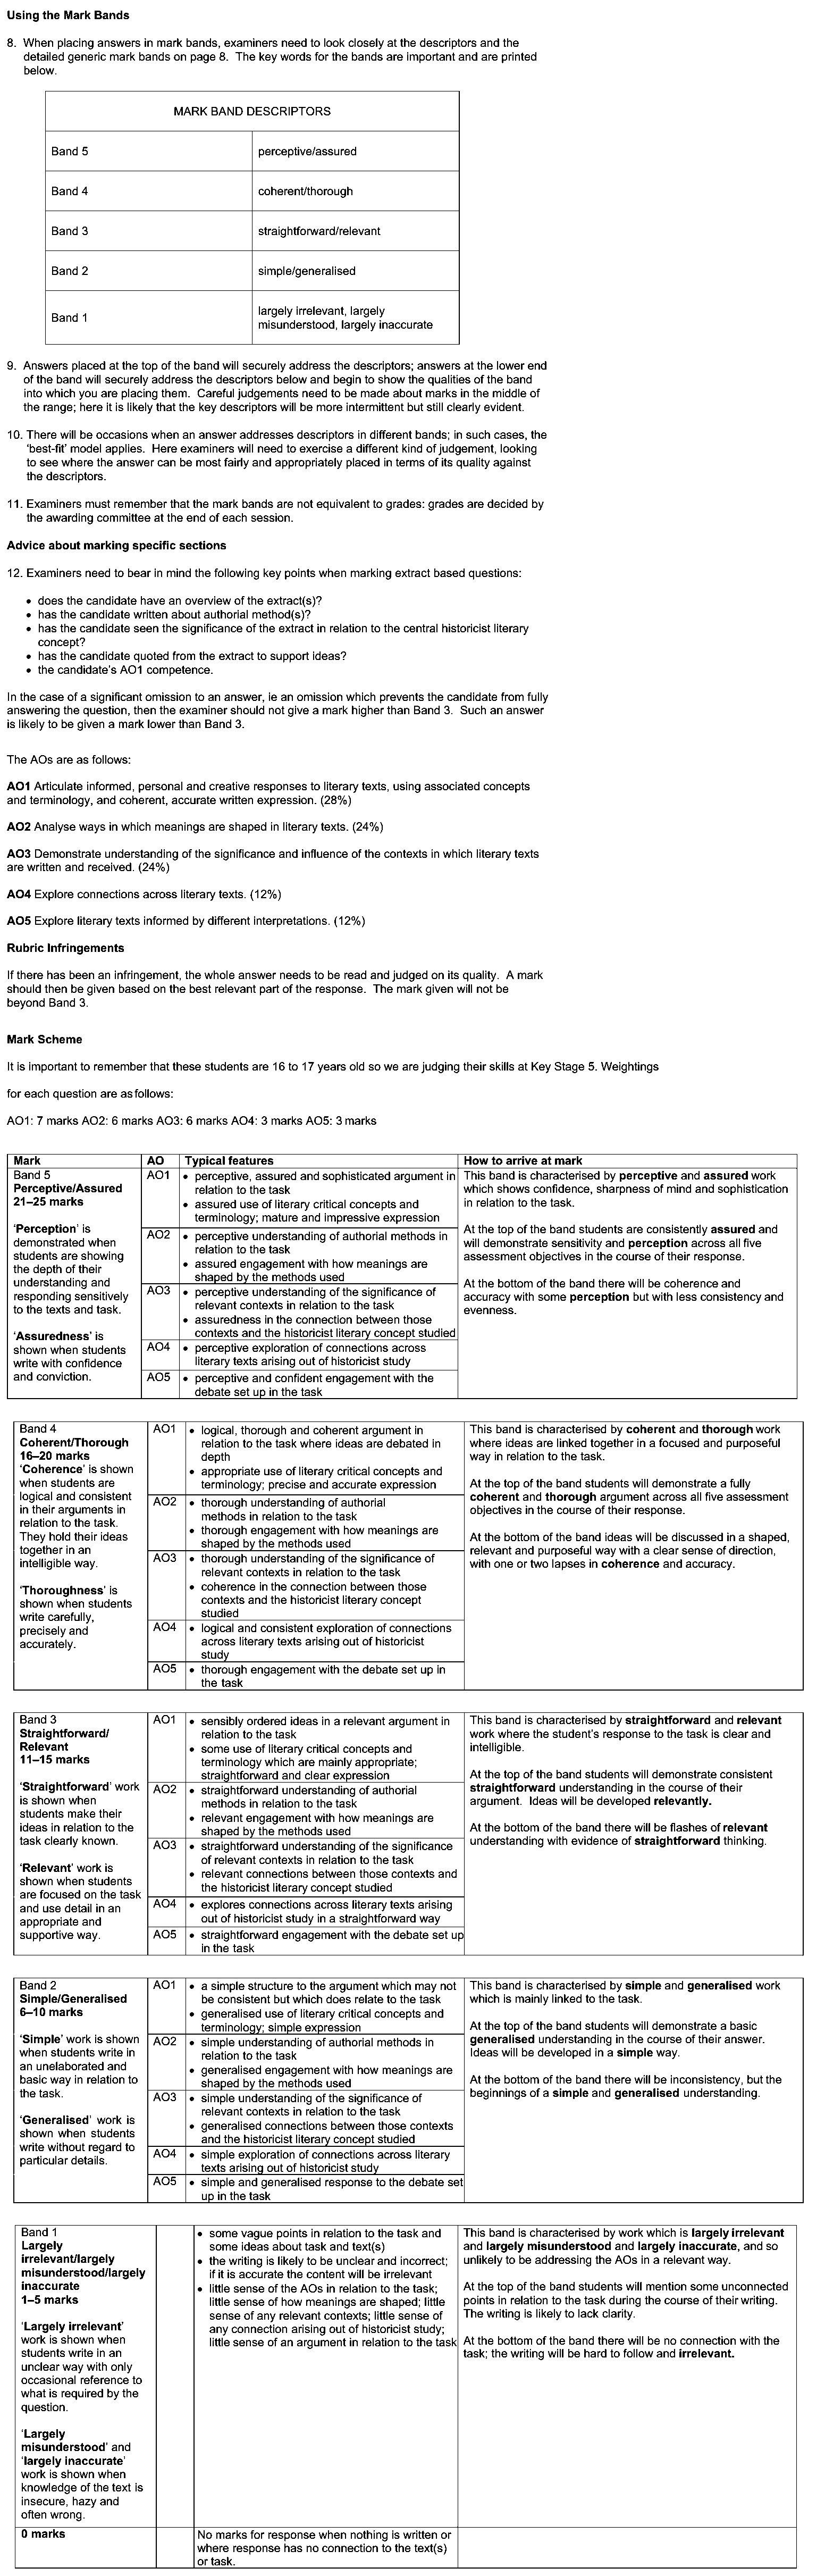 Using the Mark Bands
8. When placing answers in mark bands, examiners need to look closely at the descriptors and the
detailed generic mark bands on page 8. The key words for the bands are important and are printed
below.
MARK BAND DESCRIPTORS
Band 5
perceptive/assured
Band 4
coherent/thorough
Band 3
straightforward/relevant
Band 2
simple/generalised
Band 1
largely irrelevant, largely
misunderstood, largely inaccurate
9. Answers placed at the top of the band will securely address the descriptors; answers at the lower end
of the band will securely address the descriptors below and begin to show the qualities of the band
into which you are placing them. Careful judgements need to be made about marks in the middle of
the range; here it is likely that the key descriptors will be more intermittent but still clearly evident.
10. There will be occasions when an answer addresses descriptors in different bands; in such cases, the
'best-fit' model applies. Here examiners will need to exercise a different kind of judgement, looking
to see where the answer can be most fairly and appropriately placed in terms of its quality against
the descriptors.
11. Examiners must remember that the mark bands are not equivalent to grades: grades are decided by
the awarding committee at the end of each session.
Advice about marking specific sections
12. Examiners need to bear in mind the following key points when marking extract based questions:
• does the candidate have an overview of the extract(s)?
• has the candidate written about authorial method(s)?
• has the candidate seen the significance of the extract in relation to the central historicist literary
concept?
• has the candidate quoted from the extract to support ideas?
• the candidate's AO1 competence.
In the case of a significant omission to an answer, ie an omission which prevents the candidate from fully
answering the question, then the examiner should not give a mark higher than Band 3. Such an answer
is likely to be given a mark lower than Band 3.
The AOs are as follows:
AO1 Articulate informed, personal and creative responses to literary texts, using associated concepts
and terminology, and coherent, accurate written expression. (28%)
AO2 Analyse ways in which meanings are shaped in literary texts. (24%)
AO3 Demonstrate understanding of the significance and influence of the contexts in which literary texts
are written and received. (24%)
AO4 Explore connections across literary texts. (12%)
AO5 Explore literary texts informed by different interpretations. (12%)
Rubric Infringements
If there has been an infringement, the whole answer needs to be read and judged on its quality. A mark
should then be given based on the best relevant part of the response. The mark given will not be
beyond Band 3.
Mark Scheme
It is important to remember that these students are 16 to 17 years old so we are judging their skills at Key Stage 5. Weightings
for each question are as follows:
AO1: 7 marks AO2: 6 marks AO3: 6 marks AO4: 3 marks AO5: 3 marks
Mark
AO
Typical features
How to arrive at mark
Band 5
Perceptive/Assured
21–25 marks
'Perception' is
demonstrated when
students are showing
the depth of their
understanding and
responding sensitively
to the texts and task.
'Assuredness' is
shown when students
write with confidence
and conviction.
AO1
• perceptive, assured and sophisticated argument in
relation to the task
• assured use of literary critical concepts and
terminology; mature and impressive expression
AO2
• perceptive understanding of authorial methods in
relation to the task
• assured engagement with how meanings are
shaped by the methods used
AO3
• perceptive understanding of the significance of
relevant contexts in relation to the task
• assuredness in the connection between those
contexts and the historicist literary concept studied
AO4
• perceptive exploration of connections across
literary texts arising out of historicist study
AO5
• perceptive and confident engagement with the
debate set up in the task
This band is characterised by perceptive and assured work
which shows confidence, sharpness of mind and sophistication
in relation to the task.
At the top of the band students are consistently assured and
will demonstrate sensitivity and perception across all five
assessment objectives in the course of their response.
At the bottom of the band there will be coherence and
accuracy with some perception but with less consistency and
evenness.
Band 4
Coherent/Thorough
16–20 marks
'Coherence' is shown
when students are
logical and consistent
in their arguments in
relation to the task.
They hold their ideas
together in an
intelligible way.
'Thoroughness' is
shown when students
write carefully,
precisely and
accurately.
AO1
• logical, thorough and coherent argument in
relation to the task where ideas are debated in
depth
• appropriate use of literary critical concepts and
terminology; precise and accurate expression
AO2
• thorough understanding of authorial
methods in relation to the task
• thorough engagement with how meanings are
shaped by the methods used
AO3
• thorough understanding of the significance of
relevant contexts in relation to the task
• coherence in the connection between those
contexts and the historicist literary concept
studied
AO4
• logical and consistent exploration of connections
across literary texts arising out of historicist
study
AO5
• thorough engagement with the debate set up in
the task
This band is characterised by coherent and thorough work
where ideas are linked together in a focused and purposeful
way in relation to the task.
At the top of the band students will demonstrate a fully
coherent and thorough argument across all five assessment
objectives in the course of their response.
At the bottom of the band ideas will be discussed in a shaped,
relevant and purposeful way with a clear sense of direction,
with one or two lapses in coherence and accuracy.
Band 3
Straightforward/
Relevant
11–15 marks
'Straightforward' work
is shown when
students make their
ideas in relation to the
task clearly known.
'Relevant' work is
shown when students
are focused on the task
and use detail in an
appropriate and
supportive way.
AO1
• sensibly ordered ideas in a relevant argument in
relation to the task
• some use of literary critical concepts and
terminology which are mainly appropriate;
straightforward and clear expression
AO2
• straightforward understanding of authorial
methods in relation to the task
• relevant engagement with how meanings are
shaped by the methods used
AO3
• straightforward understanding of the significance
of relevant contexts in relation to the task
• relevant connections between those contexts and
the historicist literary concept studied
AO4
• explores connections across literary texts arising
out of historicist study in a straightforward way
AO5
• straightforward engagement with the debate set up
in the task
This band is characterised by straightforward and relevant
work where the student's response to the task is clear and
intelligible.
At the top of the band students will demonstrate consistent
straightforward understanding in the course of their
argument. Ideas will be developed relevantly.
At the bottom of the band there will be flashes of relevant
understanding with evidence of straightforward thinking.
Band 2
Simple/Generalised
6–10 marks
'Simple' work is shown
when students write in
an unelaborated and
basic way in relation to
the task.
'Generalised' work is
shown when students
write without regard to
particular details.
AO1
• a simple structure to the argument which may not
be consistent but which does relate to the task
• generalised use of literary critical concepts and
terminology; simple expression
AO2
• simple understanding of authorial methods in
relation to the task
• generalised engagement with how meanings are
shaped by the methods used
AO3
• simple understanding of the significance of
relevant contexts in relation to the task
• generalised connections between those contexts
and the historicist literary concept studied
AO4
• simple exploration of connections across literary
texts arising out of historicist study
AO5
• simple and generalised response to the debate set
up in the task
This band is characterised by simple and generalised work
which is mainly linked to the task.
At the top of the band students will demonstrate a basic
generalised understanding in the course of their answer.
Ideas will be developed in a simple way.
At the bottom of the band there will be inconsistency, but the
beginnings of a simple and generalised understanding.
Band 1
Largely
irrelevant/largely
misunderstood/largely
inaccurate
1–5 marks
'Largely irrelevant'
work is shown when
students write in an
unclear way with only
occasional reference to
what is required by the
question.
'Largely
misunderstood' and
'largely inaccurate'
work is shown when
knowledge of the text is
insecure, hazy and
often wrong.
• some vague points in relation to the task and
some ideas about task and text(s)
• the writing is likely to be unclear and incorrect;
if it is accurate the content will be irrelevant
• little sense of the AOs in relation to the task;
little sense of how meanings are shaped; little
sense of any relevant contexts; little sense of
any connection arising out of historicist study;
little sense of an argument in relation to the task
This band is characterised by work which is largely irrelevant
and largely misunderstood and largely inaccurate, and so
unlikely to be addressing the AOs in a relevant way.
At the top of the band students will mention some unconnected
points in relation to the task during the course of their writing.
The writing is likely to lack clarity.
At the bottom of the band there will be no connection with the
task; the writing will be hard to follow and irrelevant.
0 marks
No marks for response when nothing is written or
where response has no connection to the text(s)
or task.